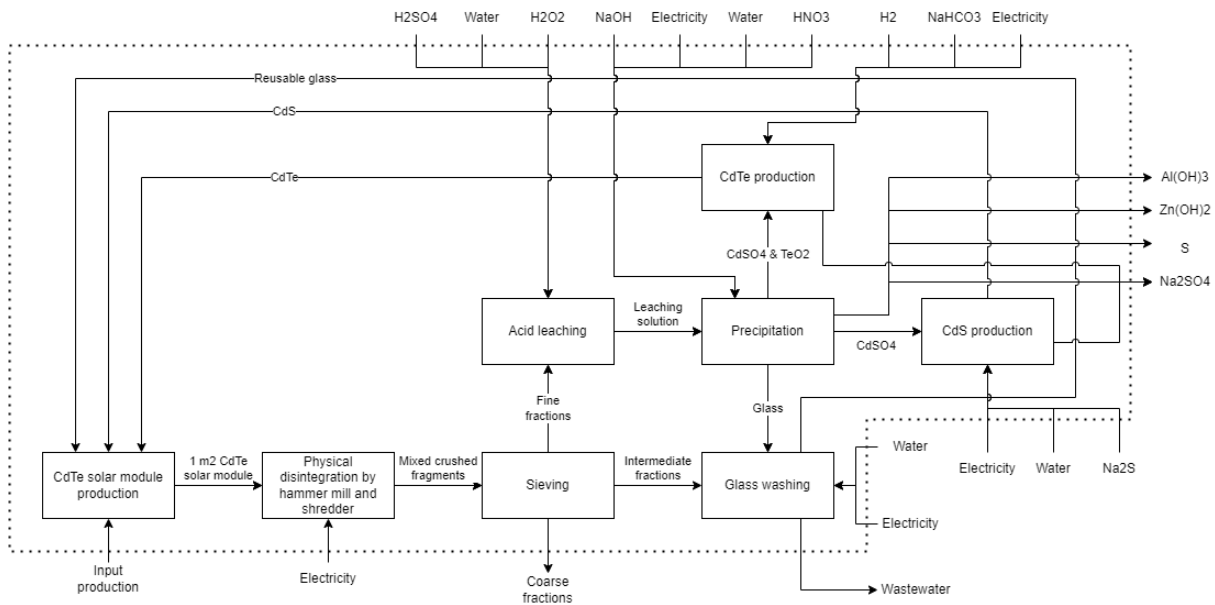 H2SO4
Water
H2O2
NaOH
Electricity
Water
HNO3
H2
NaHCO3
Electricity
Reusable glass
CdS
CdTe
CdTe production
Al(OH)3
Zn(OH)2
S
Na2SO4
CdSO4 & TeO2
Acid leaching
Leaching
solution
Precipitation
CdSO4
CdS production
Fine
fractions
Glass
CdTe solar module
production
1 m2 CdTe
solar module
Physical
disintegration by
hammer mill and
shredder
Mixed crushed
fragments
Sieving
Intermediate
fractions
Glass washing
Water
Electricity
Electricity
Water
Na2S
Input
production
Electricity
Coarse
fractions
Wastewater